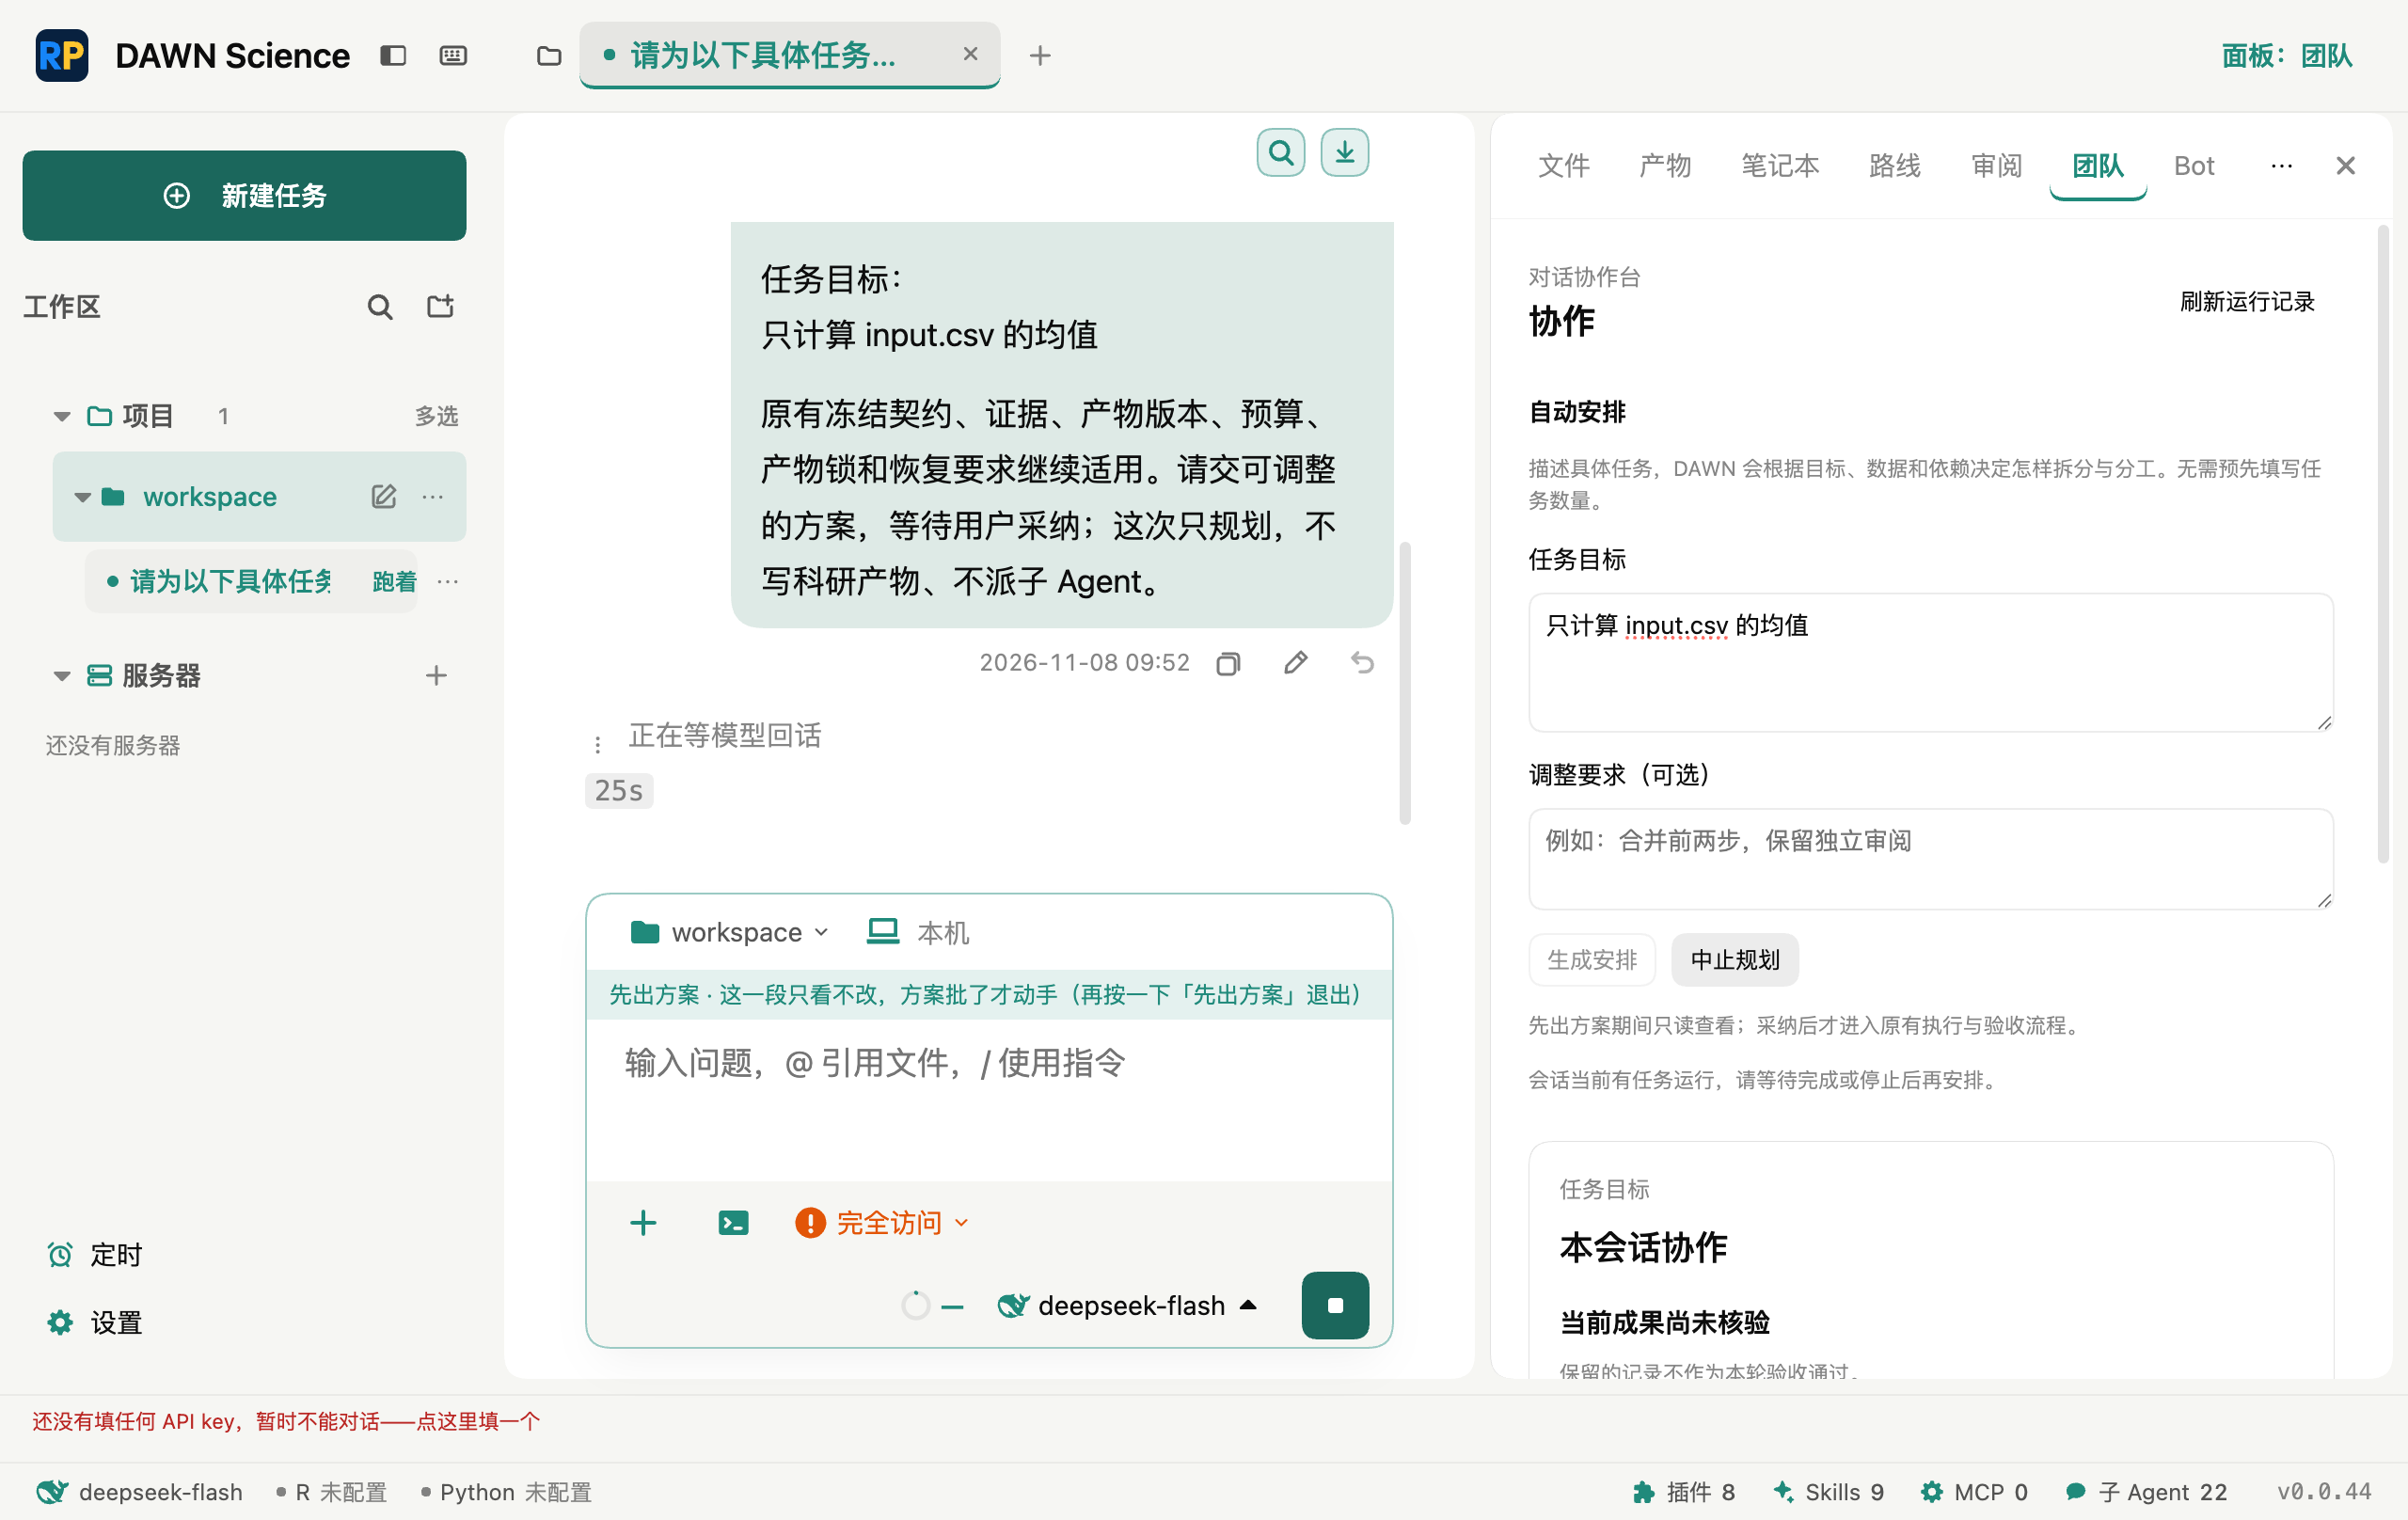 RP DAWN Science
请为以下具体任务...
面板：团队
新建任务
工作区
项目 1 多选
workspace
请为以下具体任务 跑着
服务器
还没有服务器
定时
设置
任务目标：
只计算 input.csv 的均值
原有冻结契约、证据、产物版本、预算、
产物锁和恢复要求继续适用。请交可调整
的方案，等待用户采纳；这次只规划，不
写科研产物、不派子 Agent。
2026-11-08 09:52
正在等模型回话
25s
workspace 本机
先出方案 · 这一段只看不改，方案批了才动手（再按一下「先出方案」退出）
输入问题，@ 引用文件，/ 使用指令
完全访问
deepseek-flash
文件 产物 笔记本 路线 审阅 团队 Bot
对话协作台
协作
刷新运行记录
自动安排
描述具体任务，DAWN 会根据目标、数据和依赖决定怎样拆分与分工。无需预先填写任
务数量。
任务目标
只计算 input.csv 的均值
调整要求（可选）
例如：合并前两步，保留独立审阅
生成安排 中止规划
先出方案期间只读查看；采纳后才进入原有执行与验收流程。
会话当前有任务运行，请等待完成或停止后再安排。
任务目标
本会话协作
当前成果尚未核验
保留的记录不作为本轮验收通过。
还没有填任何 API key，暂时不能对话——点这里填一个
deepseek-flash R 未配置 Python 未配置
插件 8 Skills 9 MCP 0 子 Agent 22 v0.0.44